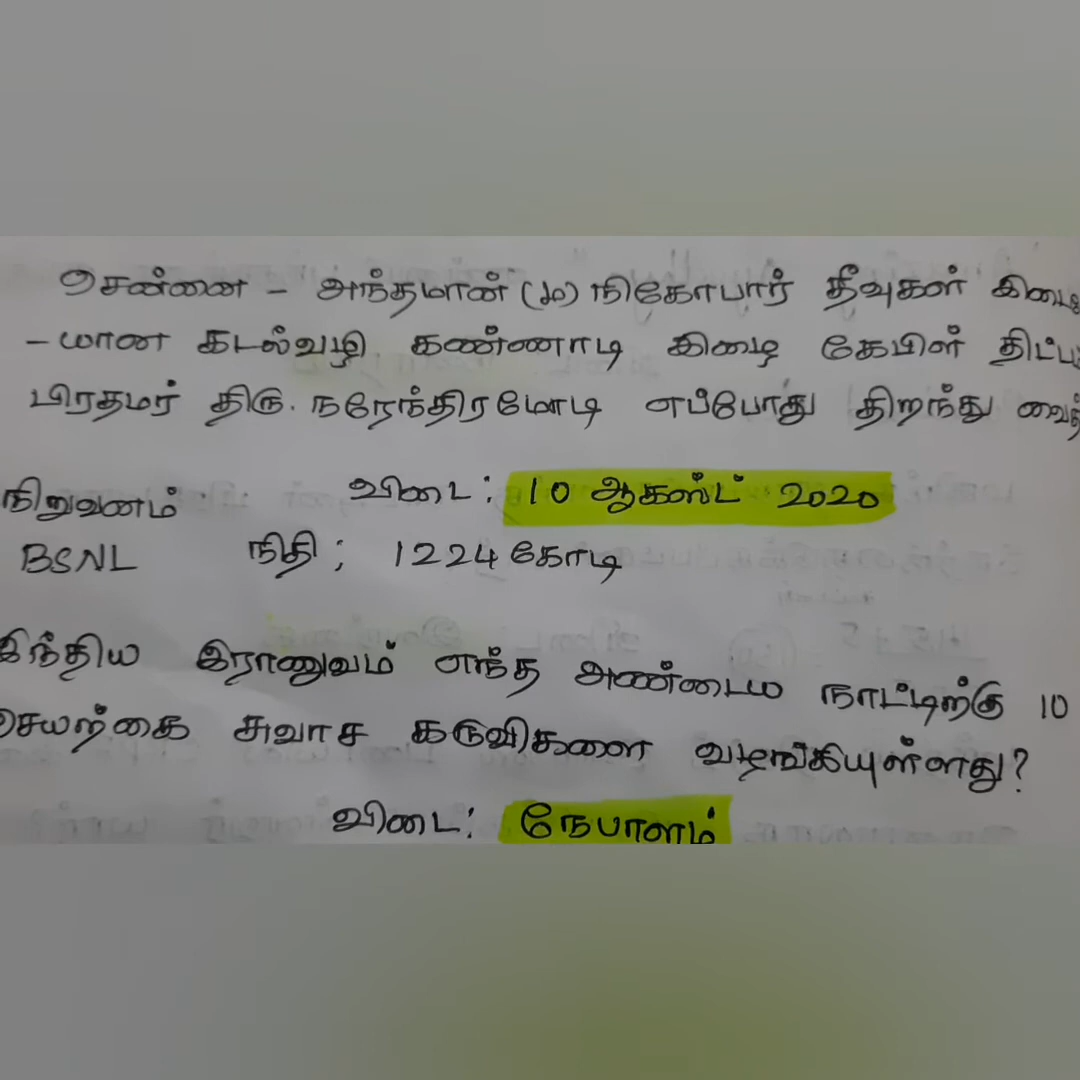 சென்னை - அந்தமான் (ம) நிகோபார் தீவுகள்
-யான கடல்வழி கண்ணாடி இழை கேபிள்
பிரதமர் திரு. நரேந்திரமோடி எப்போது திறந்து
விடை: 10 ஆகஸ்ட் 2020
நிறுவனம்
BSNL நிதி: 1224 கோடி
இந்திய இராணுவம் எந்த அண்டைய நாட்டிற்கு 10
செயற்கை சுவாச கருவிகளை வழங்கியுள்ளது?
விடை: நேபாளம்